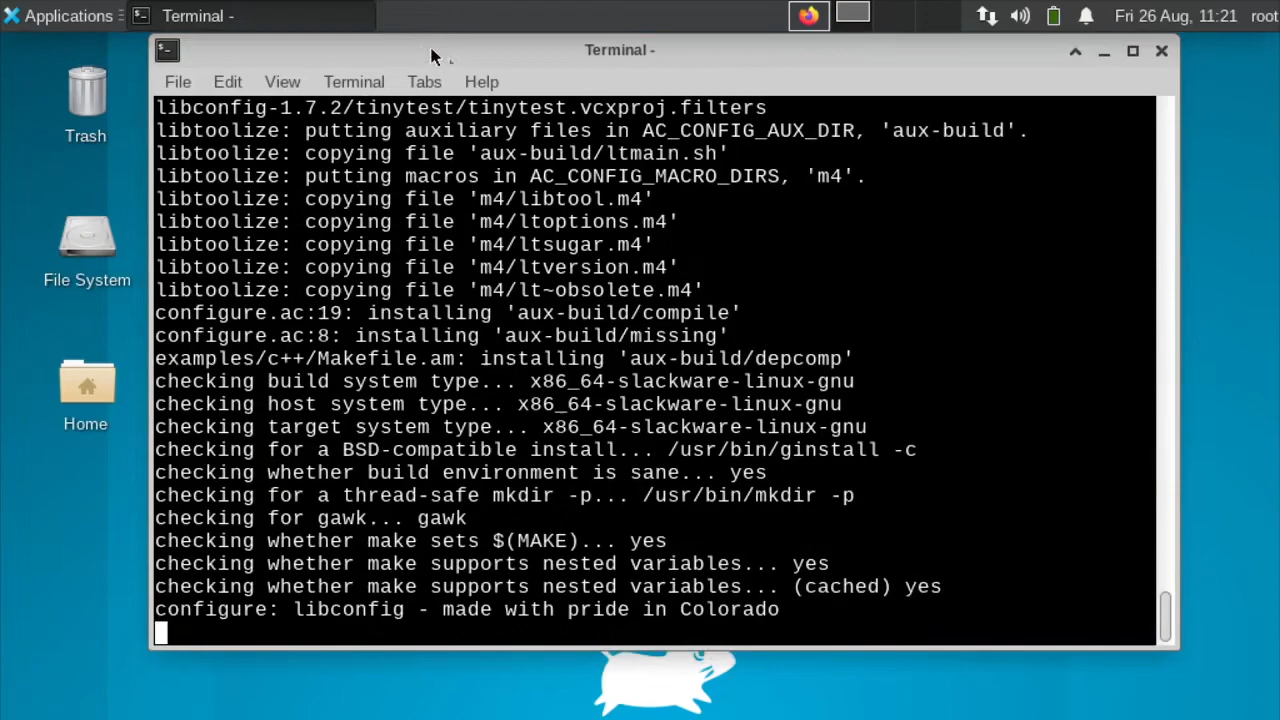 Applications
Terminal -
Fri 26 Aug, 11:21
root
Terminal -
File Edit View Terminal Tabs Help
Trash
File System
Home
libconfig-1.7.2/tinytest/tinytest.vcxproj.filters
libtoolize: putting auxiliary files in AC_CONFIG_AUX_DIR, 'aux-build'.
libtoolize: copying file 'aux-build/ltmain.sh'
libtoolize: putting macros in AC_CONFIG_MACRO_DIRS, 'm4'.
libtoolize: copying file 'm4/libtool.m4'
libtoolize: copying file 'm4/ltoptions.m4'
libtoolize: copying file 'm4/ltsugar.m4'
libtoolize: copying file 'm4/ltversion.m4'
libtoolize: copying file 'm4/lt~obsolete.m4'
configure.ac:19: installing 'aux-build/compile'
configure.ac:8: installing 'aux-build/missing'
examples/c++/Makefile.am: installing 'aux-build/depcomp'
checking build system type... x86_64-slackware-linux-gnu
checking host system type... x86_64-slackware-linux-gnu
checking target system type... x86_64-slackware-linux-gnu
checking for a BSD-compatible install... /usr/bin/ginstall -c
checking whether build environment is sane... yes
checking for a thread-safe mkdir -p... /usr/bin/mkdir -p
checking for gawk... gawk
checking whether make sets $(MAKE)... yes
checking whether make supports nested variables... yes
checking whether make supports nested variables... (cached) yes
configure: libconfig - made with pride in Colorado